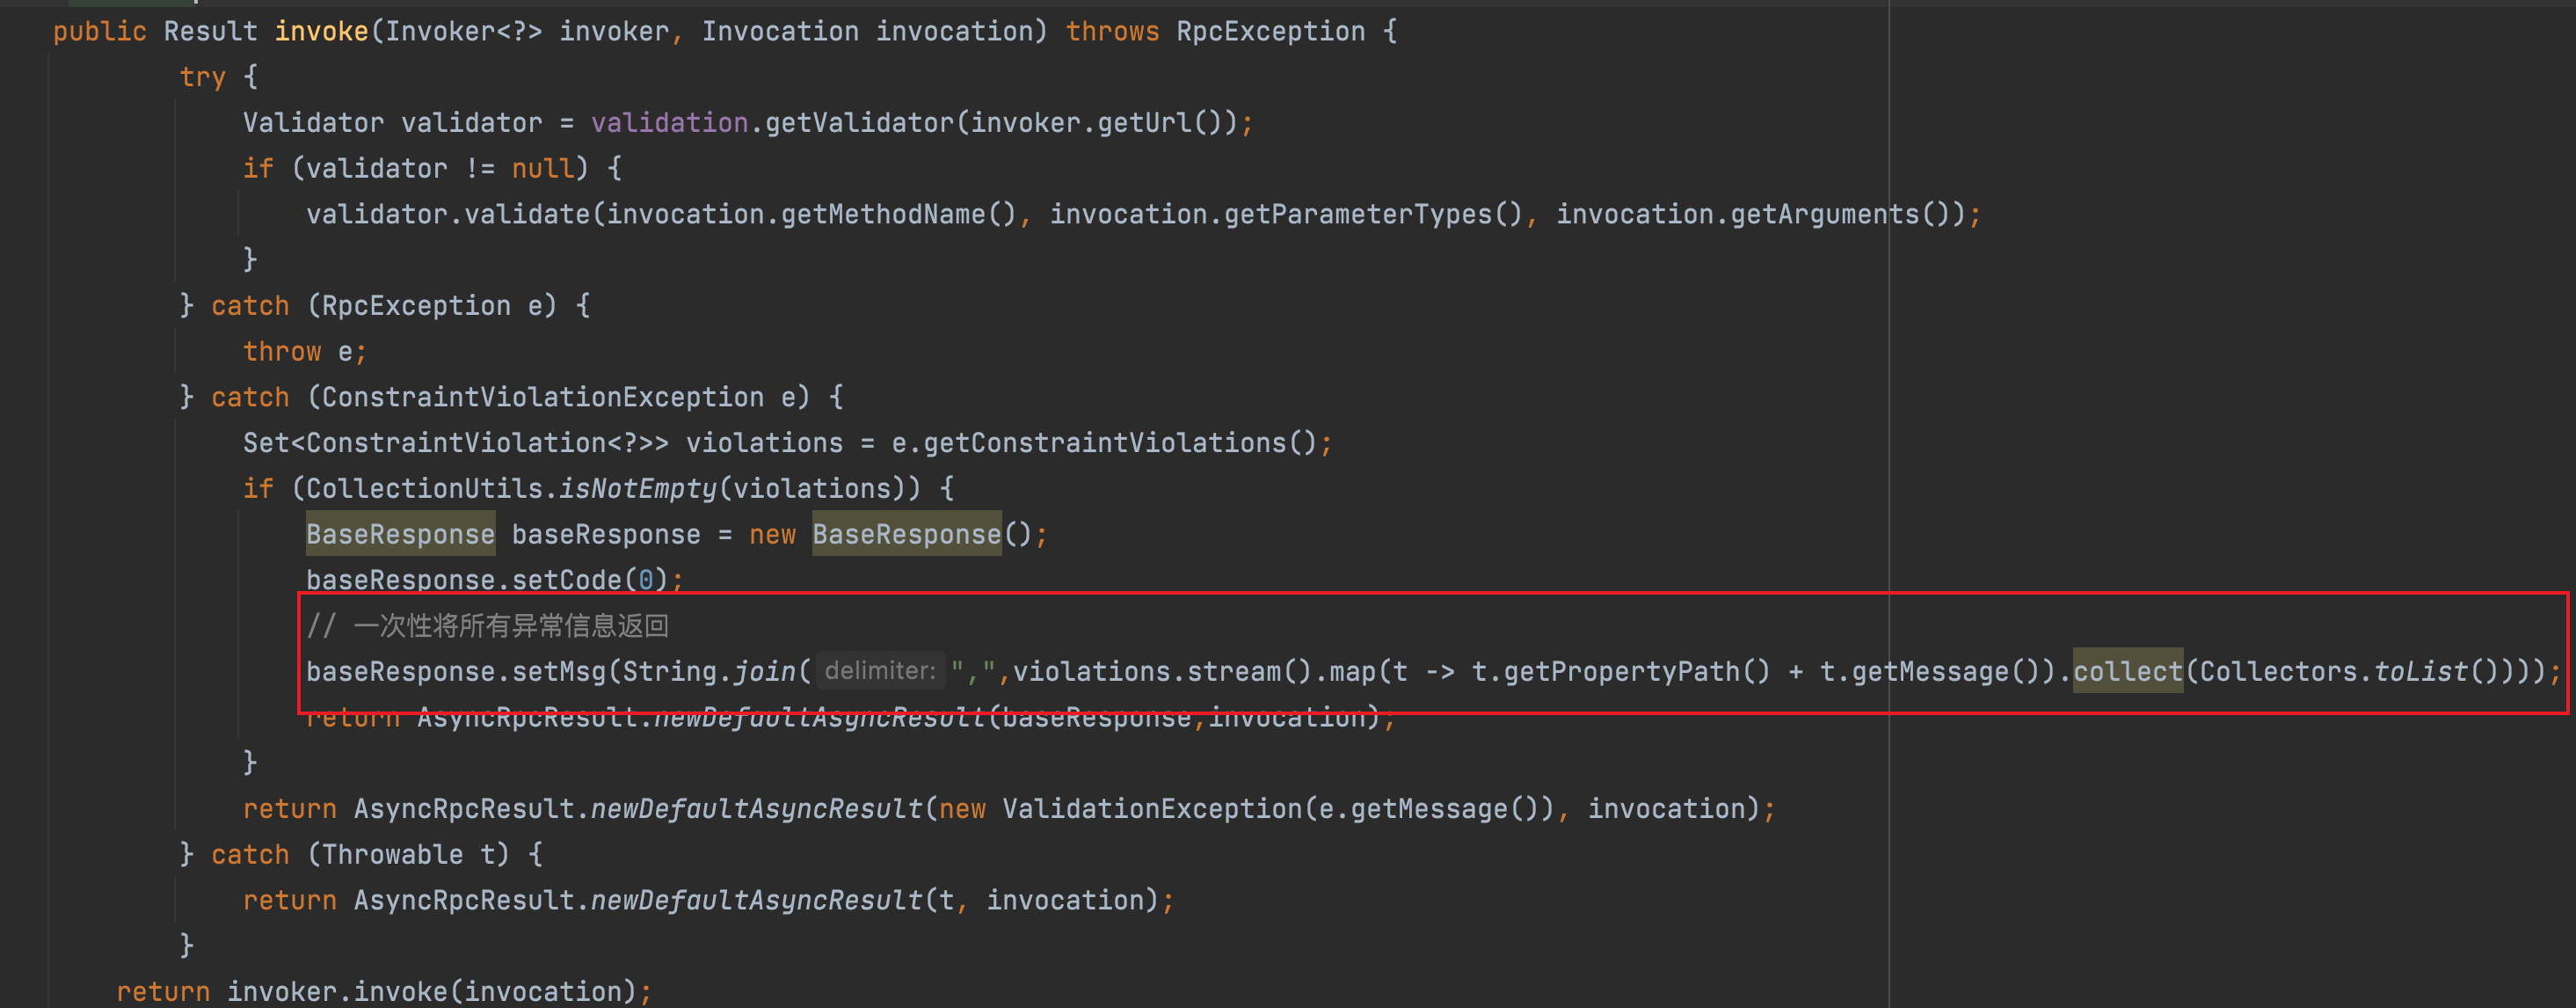 public Result invoke(Invoker<?> invoker, Invocation invocation) throws RpcException {
try {
Validator validator = validation.getValidator(invoker.getUrl());
if (validator != null) {
validator.validate(invocation.getMethodName(), invocation.getParameterTypes(), invocation.getArguments());
}
} catch (RpcException e) {
throw e;
} catch (ConstraintViolationException e) {
Set<ConstraintViolation<?>> violations = e.getConstraintViolations();
if (CollectionUtils.isNotEmpty(violations)) {
BaseResponse baseResponse = new BaseResponse();
baseResponse.setCode(0);
// 一次性将所有异常信息返回
baseResponse.setMsg(String.join( delimiter: ",",violations.stream().map(t -> t.getPropertyPath() + t.getMessage()).collect(Collectors.toList())));
return AsyncRpcResult.newDefaultAsyncResult(baseResponse,invocation);
}
return AsyncRpcResult.newDefaultAsyncResult(new ValidationException(e.getMessage()), invocation);
} catch (Throwable t) {
return AsyncRpcResult.newDefaultAsyncResult(t, invocation);
}
return invoker.invoke(invocation);